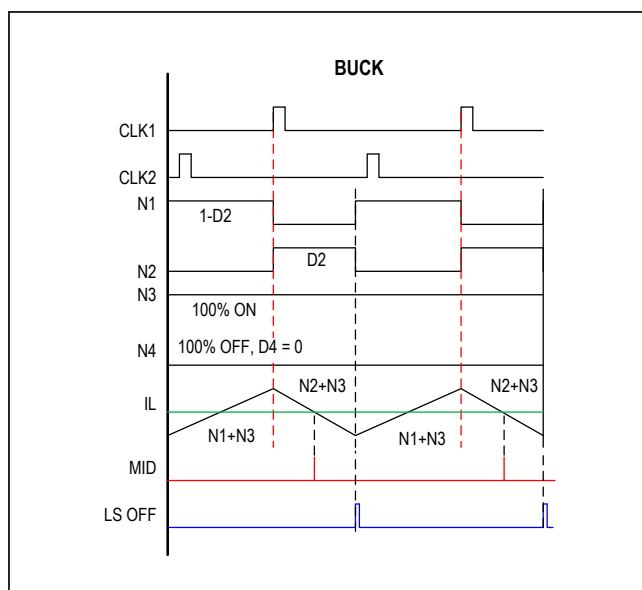 BUCK
CLK1
CLK2
N1
1-D2
D2
N2
N3
100% ON
100% OFF, D4 = 0
N4
N2+N3 N2+N3
IL
N1+N3 N1+N3
MID
LS OFF